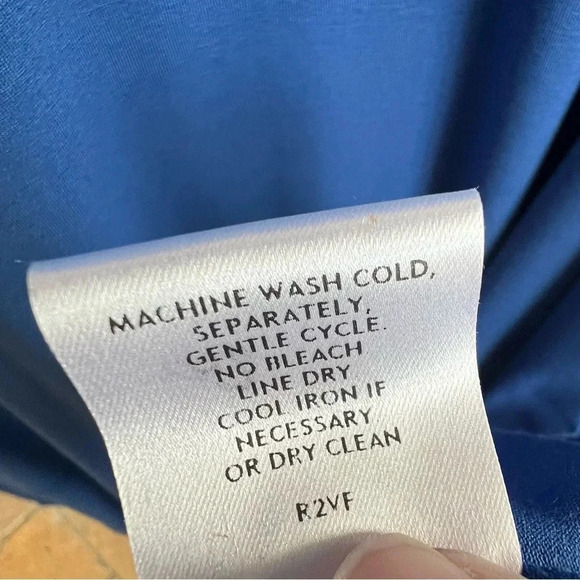 MACHINE WASH COLD,
SEPARATELY,
GENTLE CYCLE.
NO BLEACH
LINE DRY
COOL IRON IF
NECESSARY
OR DRY CLEAN
R2VF